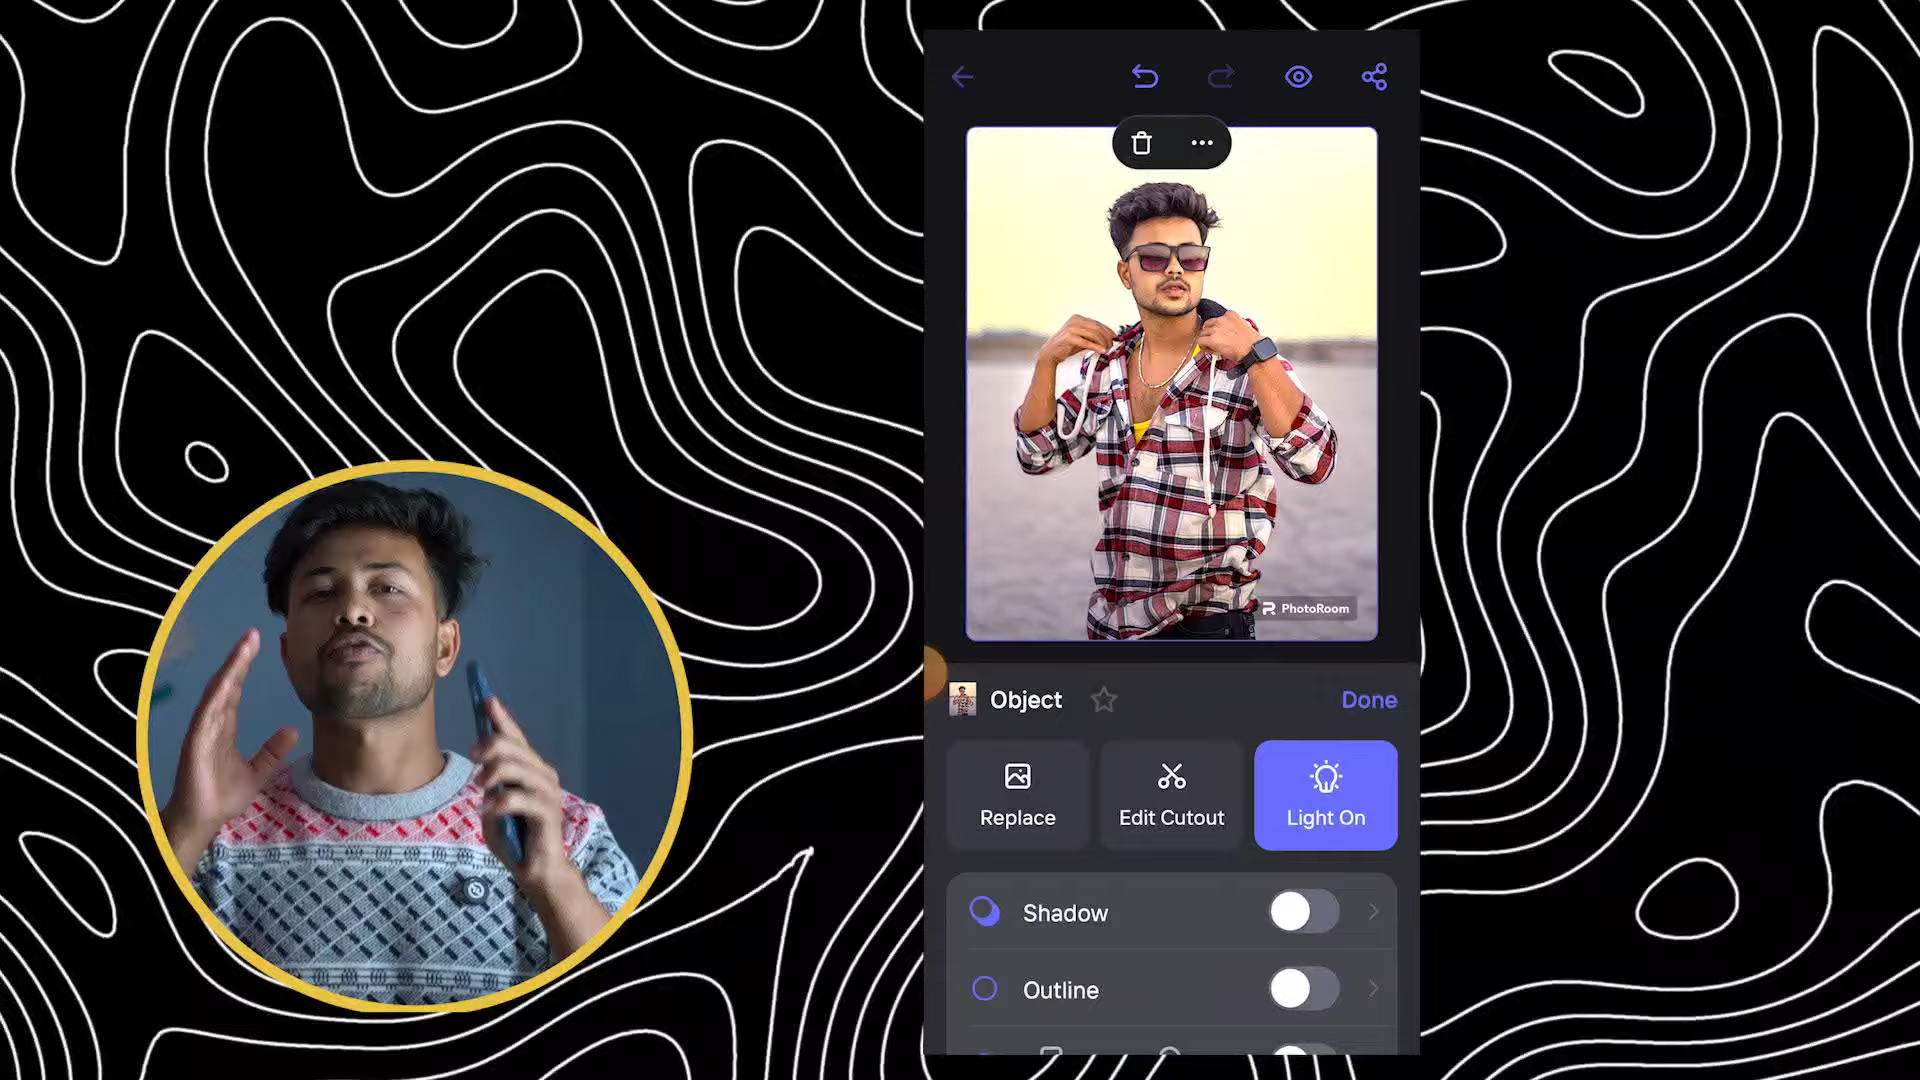 PhotoRoom
Object
Done
Replace
Edit Cutout
Light On
Shadow
Outline